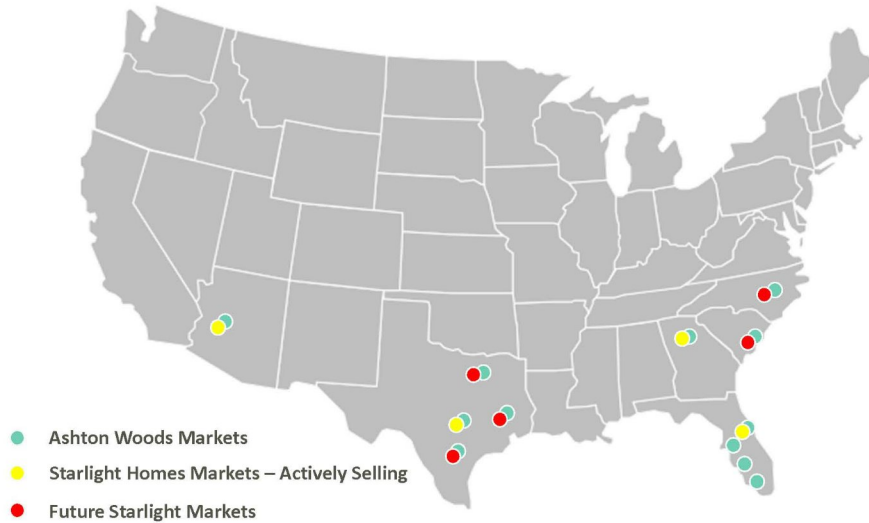 Ashton Woods Markets
Starlight Homes Markets – Actively Selling
Future Starlight Markets